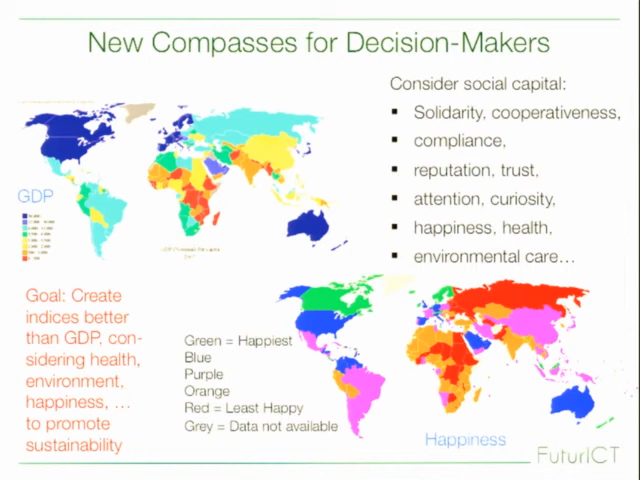 New Compasses for Decision-Makers
Consider social capital:
▪ Solidarity, cooperativeness,
▪ compliance,
▪ reputation, trust,
▪ attention, curiosity,
▪ happiness, health,
▪ environmental care…
GDP
Goal: Create
indices better
than GDP, con-
sidering health,
environment,
happiness, …
to promote
sustainability
Green = Happiest
Blue
Purple
Orange
Red = Least Happy
Grey = Data not available
Happiness
FuturICT